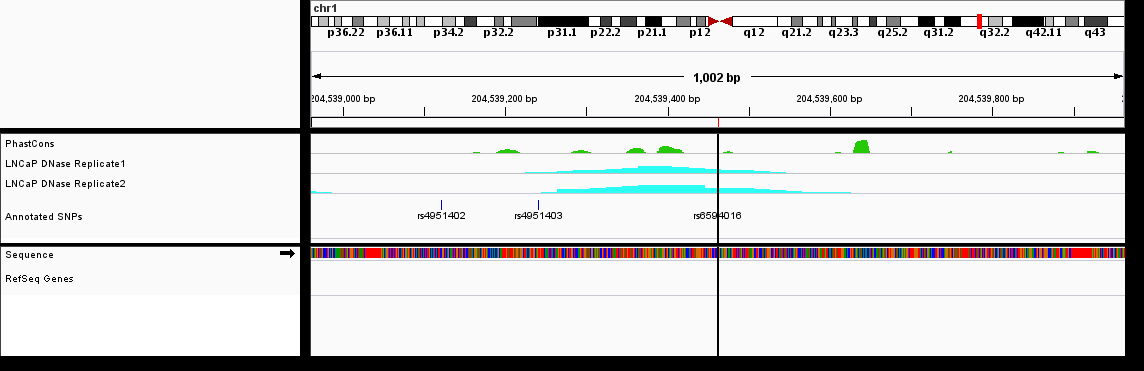 chr1
p36.22 p36.11 p34.2 p32.2 p31.1 p22.2 p21.1 p12 q12 q21.2 q23.3 q25.2 q31.2 q32.2 q42.11 q43
1,002 bp
204,539,000 bp 204,539,200 bp 204,539,400 bp 204,539,600 bp 204,539,800 bp
PhastCons
LNCaP DNase Replicate1
LNCaP DNase Replicate2
Annotated SNPs
rs4951402 rs4951403
Sequence
RefSeq Genes